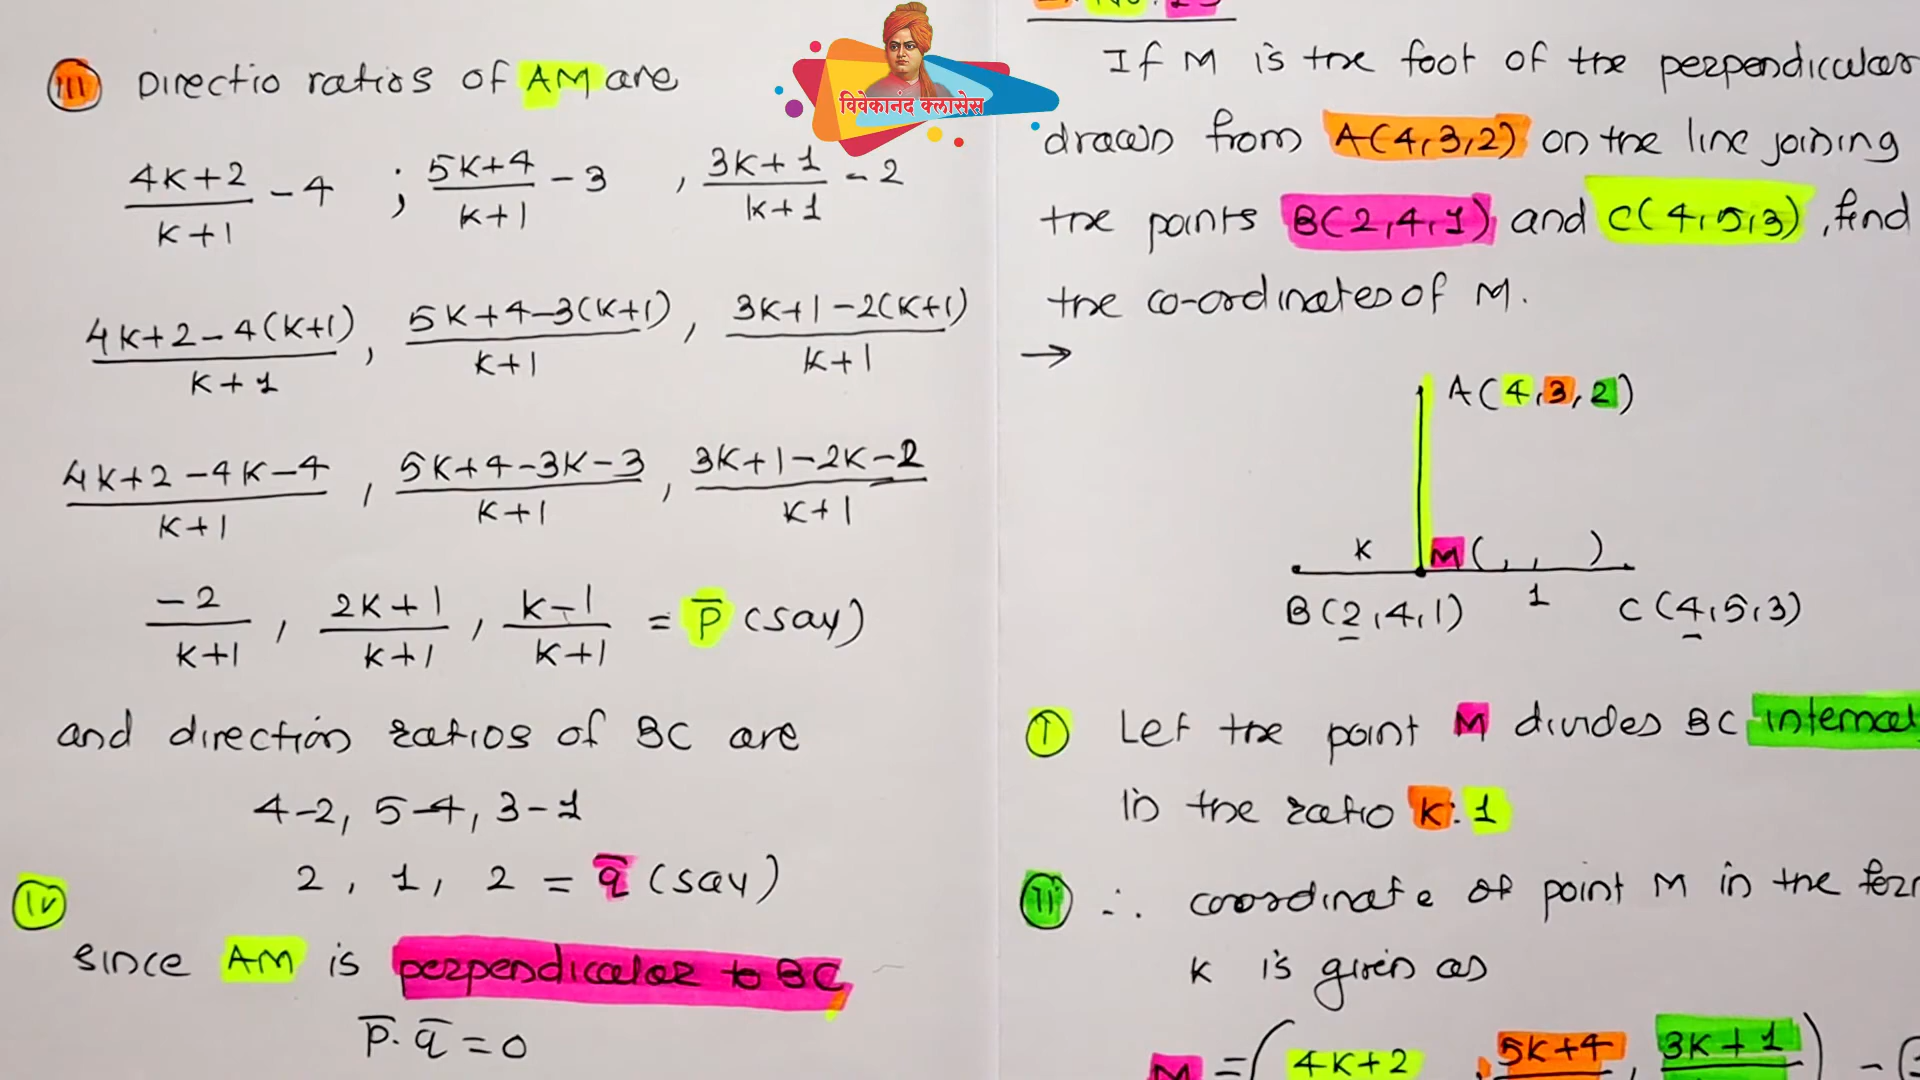 विवेकानंद क्लासेस
iii Directio ratios of AM are
4k+2/k+1 - 4 ; 5k+4/k+1 - 3 , 3k+1/k+1 - 2
4k+2-4(k+1)/k+1 , 5k+4-3(k+1)/k+1 , 3k+1-2(k+1)/k+1
4k+2-4k-4/k+1 , 5k+4-3k-3/k+1 , 3k+1-2k-2/k+1
-2/k+1 , 2k+1/k+1 , k-1/k+1 = p̅ (say)
and direction ratios of BC are
4-2, 5-4, 3-1
2 , 1 , 2 = q̅ (say)
iv
since AM is perpendicular to BC
p̅. q̅ = 0
If M is the foot of the perpendicular
drawn from A(4,3,2) on the line joining
the points B(2,4,1) and C(4,5,3), find
the co-ordinates of M.
→
A(4,3,2)
k M( , , )
B(2,4,1) 1 C(4,5,3)
i Let the point M divides BC internal
in the ratio k:1
ii ∴ coordinate of point M in the
k is given as
M = (4k+2 , 5k+4 , 3k+1) -